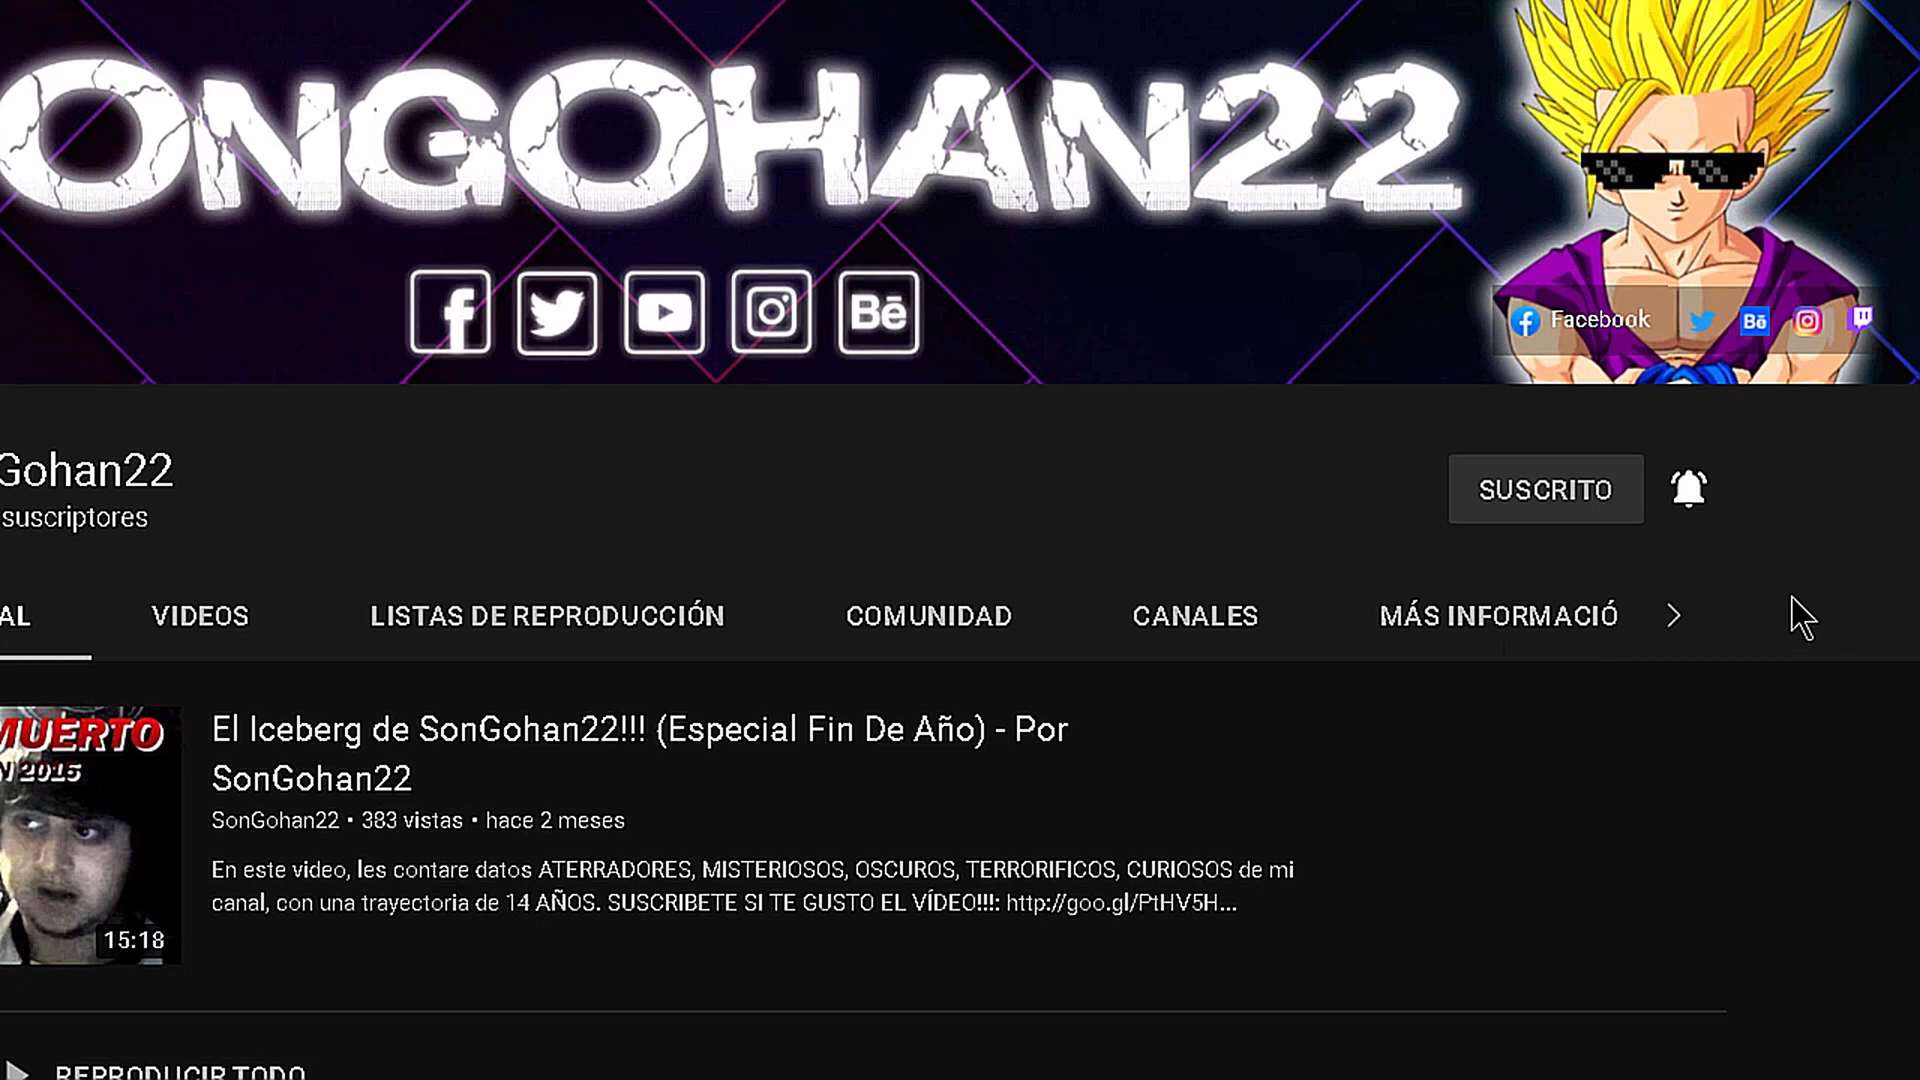 ONGOHAN22
Bē
Facebook
Bē
Gohan22
suscriptores
SUSCRITO
AL
VIDEOS
LISTAS DE REPRODUCCIÓN
COMUNIDAD
CANALES
MÁS INFORMACIÓ
MUERTO
N 2015
15:18
El Iceberg de SonGohan22!!! (Especial Fin De Año) - Por
SonGohan22
SonGohan22 • 383 vistas • hace 2 meses
En este video, les contare datos ATERRADORES, MISTERIOSOS, OSCUROS, TERRORIFICOS, CURIOSOS de mi
canal, con una trayectoria de 14 AÑOS. SUSCRIBETE SI TE GUSTO EL VÍDEO!!!: http://goo.gl/PtHV5H...
REPRODUCIR TODO